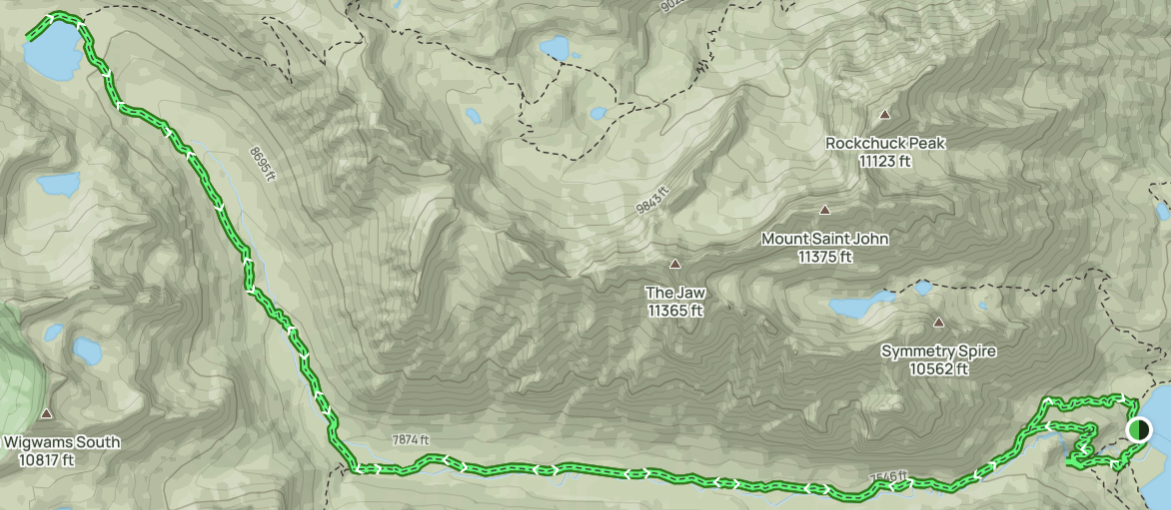 8695 ft
9843 ft
Rockchuck Peak
11123 ft
Mount Saint John
11375 ft
The Jaw
11365 ft
Symmetry Spire
10562 ft
Wigwams South
10817 ft
7874 ft
7546 ft